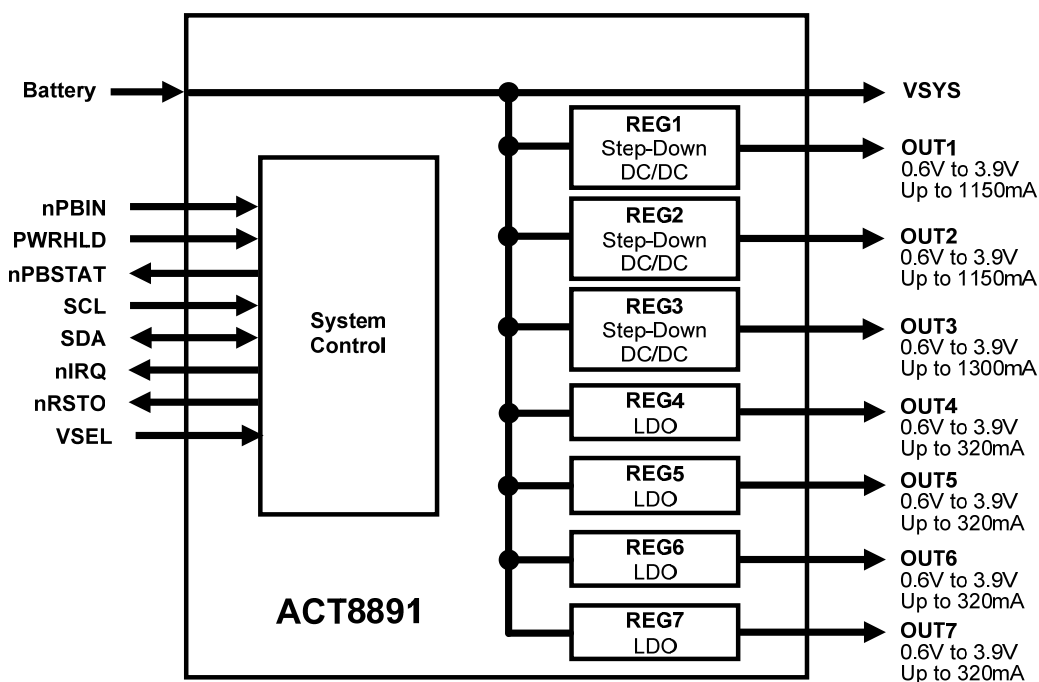 Battery
nPBIN
PWRHLD
nPBSTAT
SCL
SDA
nIRQ
nRSTO
VSEL
System
Control
ACT8891
REG1
Step-Down
DC/DC
REG2
Step-Down
DC/DC
REG3
Step-Down
DC/DC
REG4
LDO
REG5
LDO
REG6
LDO
REG7
LDO
VSYS
OUT1
0.6V to 3.9V
Up to 1150mA
OUT2
0.6V to 3.9V
Up to 1150mA
OUT3
0.6V to 3.9V
Up to 1300mA
OUT4
0.6V to 3.9V
Up to 320mA
OUT5
0.6V to 3.9V
Up to 320mA
OUT6
0.6V to 3.9V
Up to 320mA
OUT7
0.6V to 3.9V
Up to 320mA